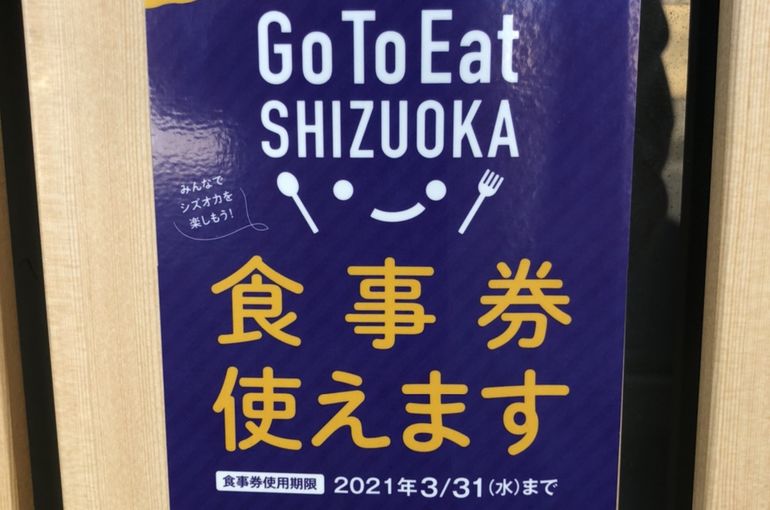 Go To Eat
SHIZUOKA
みんなで
シズオカを
楽しもう!
食事券
使えます
食事券使用期限 2021年3/31(水)まで